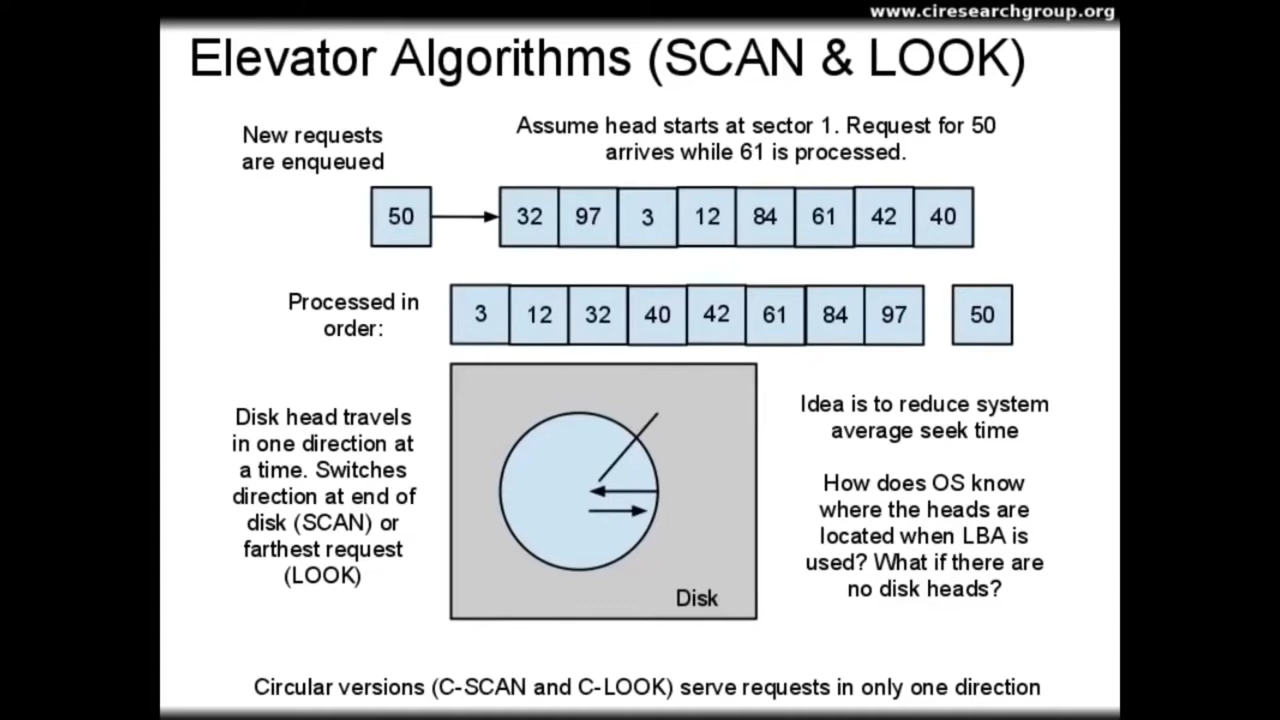 www.ciresearchgroup.org
Elevator Algorithms (SCAN & LOOK)
New requests
are enqueued
Assume head starts at sector 1. Request for 50
arrives while 61 is processed.
50 32 97 3 12 84 61 42 40
Processed in
order:
3 12 32 40 42 61 84 97 50
Disk head travels
in one direction at
a time. Switches
direction at end of
disk (SCAN) or
farthest request
(LOOK)
Disk
Idea is to reduce system
average seek time
How does OS know
where the heads are
located when LBA is
used? What if there are
no disk heads?
Circular versions (C-SCAN and C-LOOK) serve requests in only one direction